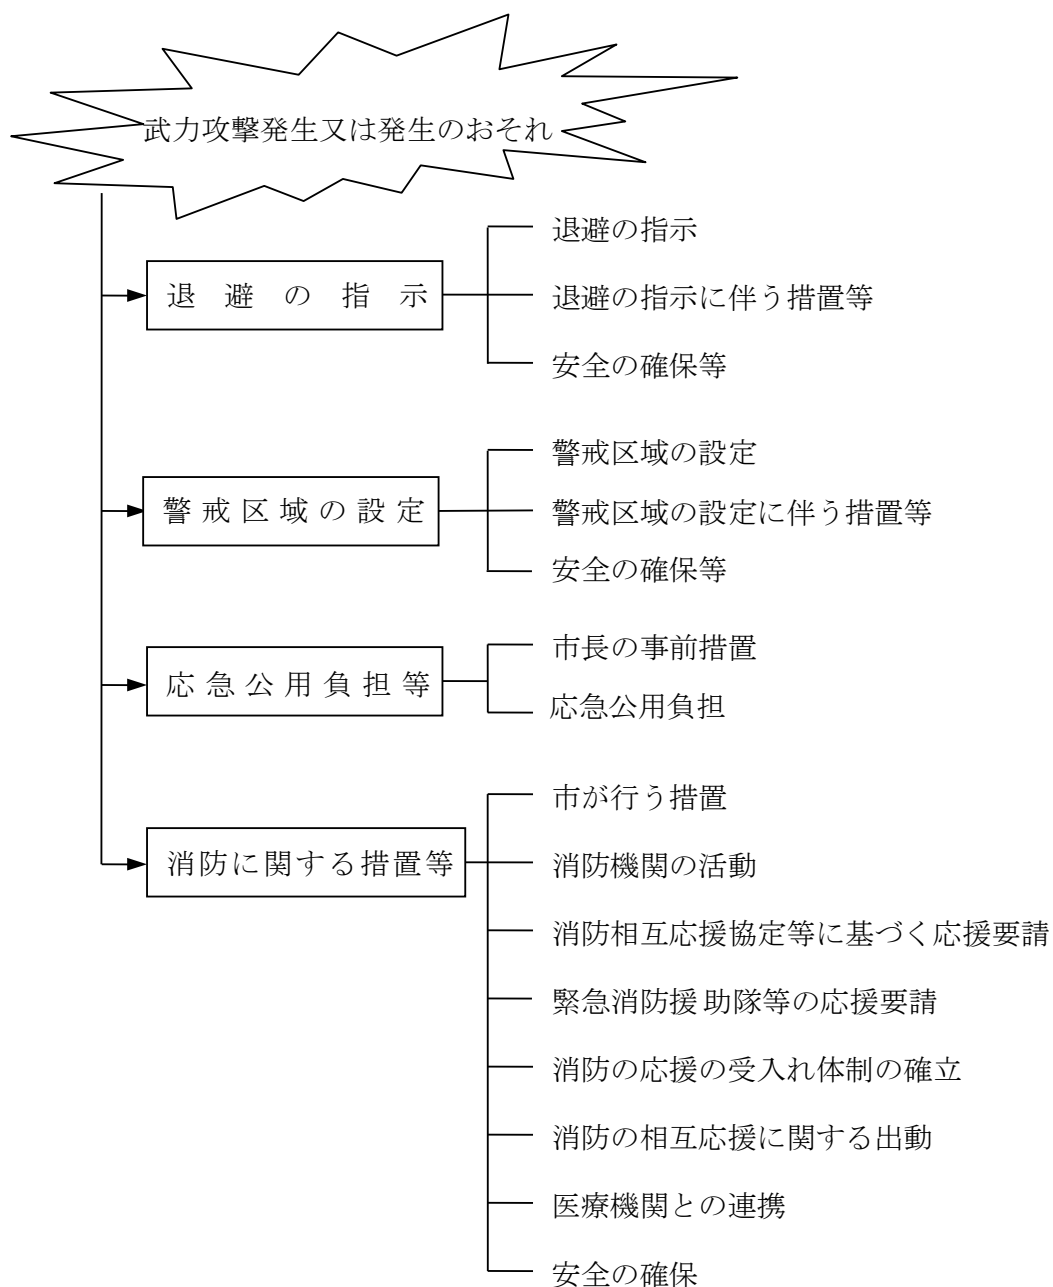 武力攻撃発生又は発生のおそれ
退避の指示
退避の指示
退避の指示に伴う措置等
安全の確保等
警戒区域の設定
警戒区域の設定
警戒区域の設定に伴う措置等
安全の確保等
応急公用負担等
市長の事前措置
応急公用負担
消防に関する措置等
市が行う措置
消防機関の活動
消防相互応援協定等に基づく応援要請
緊急消防援助隊等の応援要請
消防の応援の受入れ体制の確立
消防の相互応援に関する出動
医療機関との連携
安全の確保